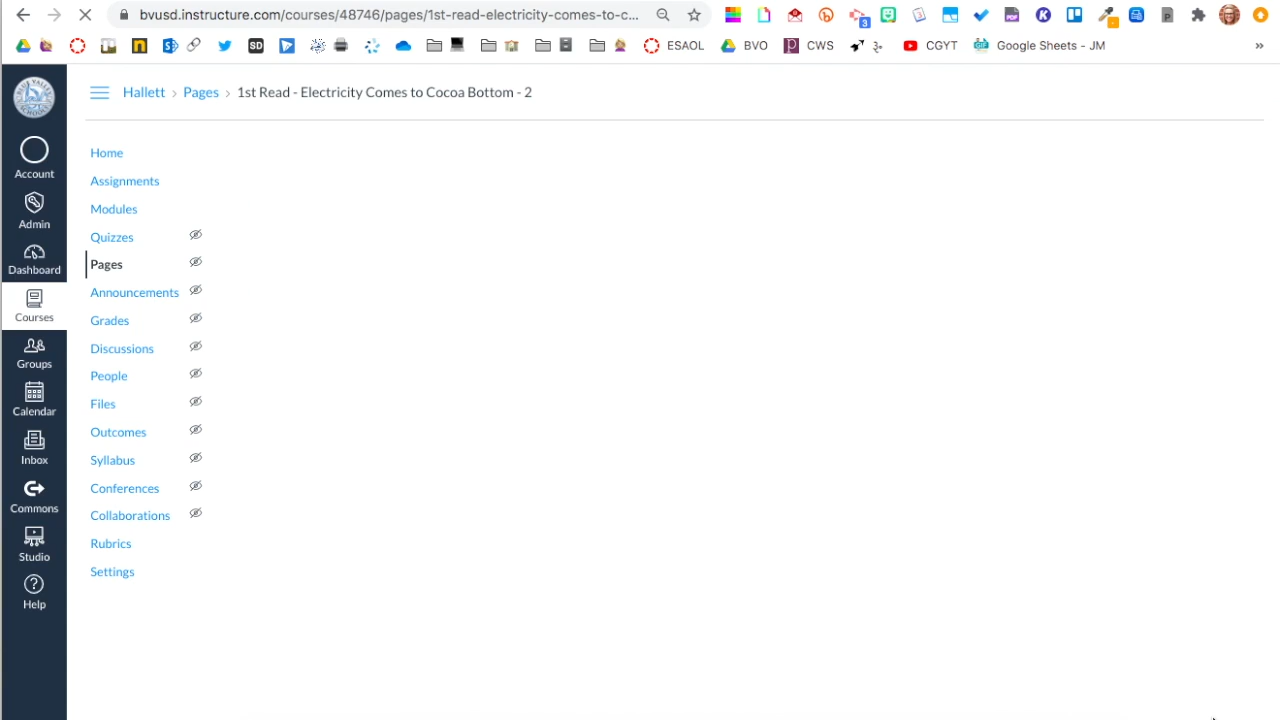 bvusd.instructure.com/courses/48746/pages/1st-read-electricity-comes-to-c...
3
SD
ESAOL
BVO
CWS
CGYT
Google Sheets - JM
»
Hallett › Pages › 1st Read - Electricity Comes to Cocoa Bottom - 2
Account
Admin
Dashboard
Courses
Groups
Calendar
Inbox
Commons
Studio
Help
Home
Assignments
Modules
Quizzes
Pages
Announcements
Grades
Discussions
People
Files
Outcomes
Syllabus
Conferences
Collaborations
Rubrics
Settings